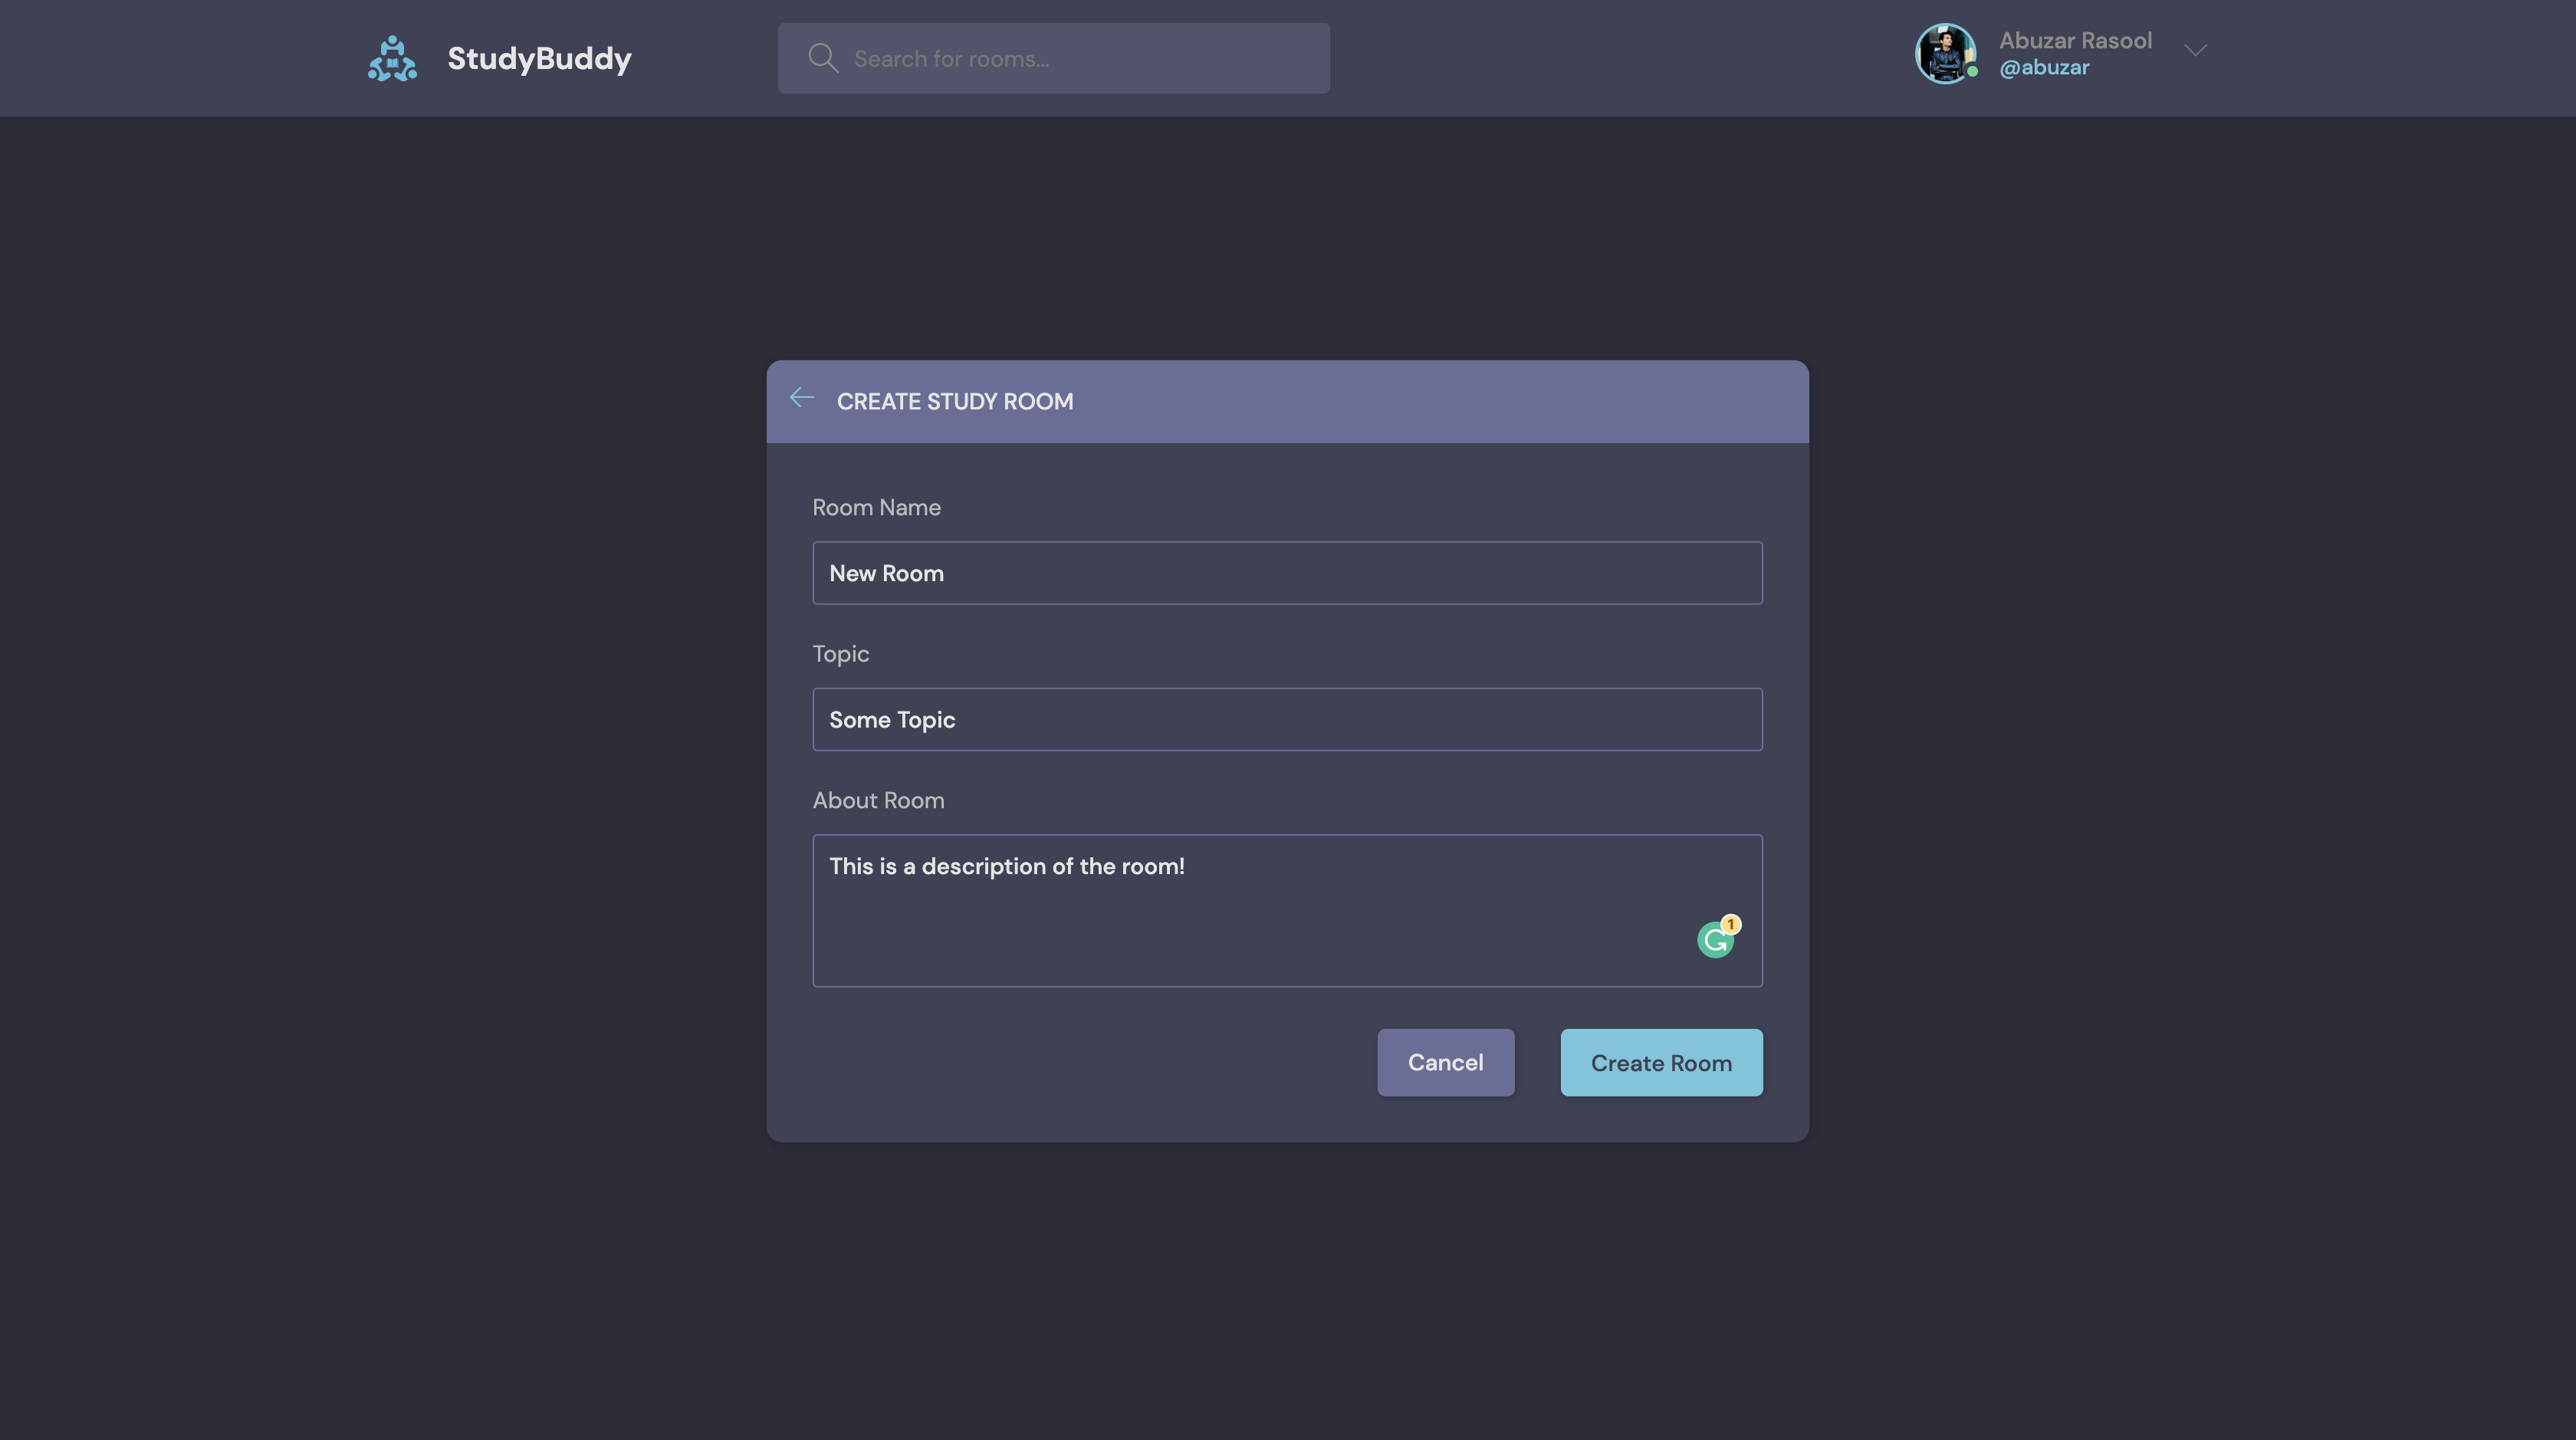 StudyBuddy
Search for rooms...
Abuzar Rasool
@abuzar
CREATE STUDY ROOM
Room Name
New Room
Topic
Some Topic
About Room
This is a description of the room!
1
Cancel
Create Room